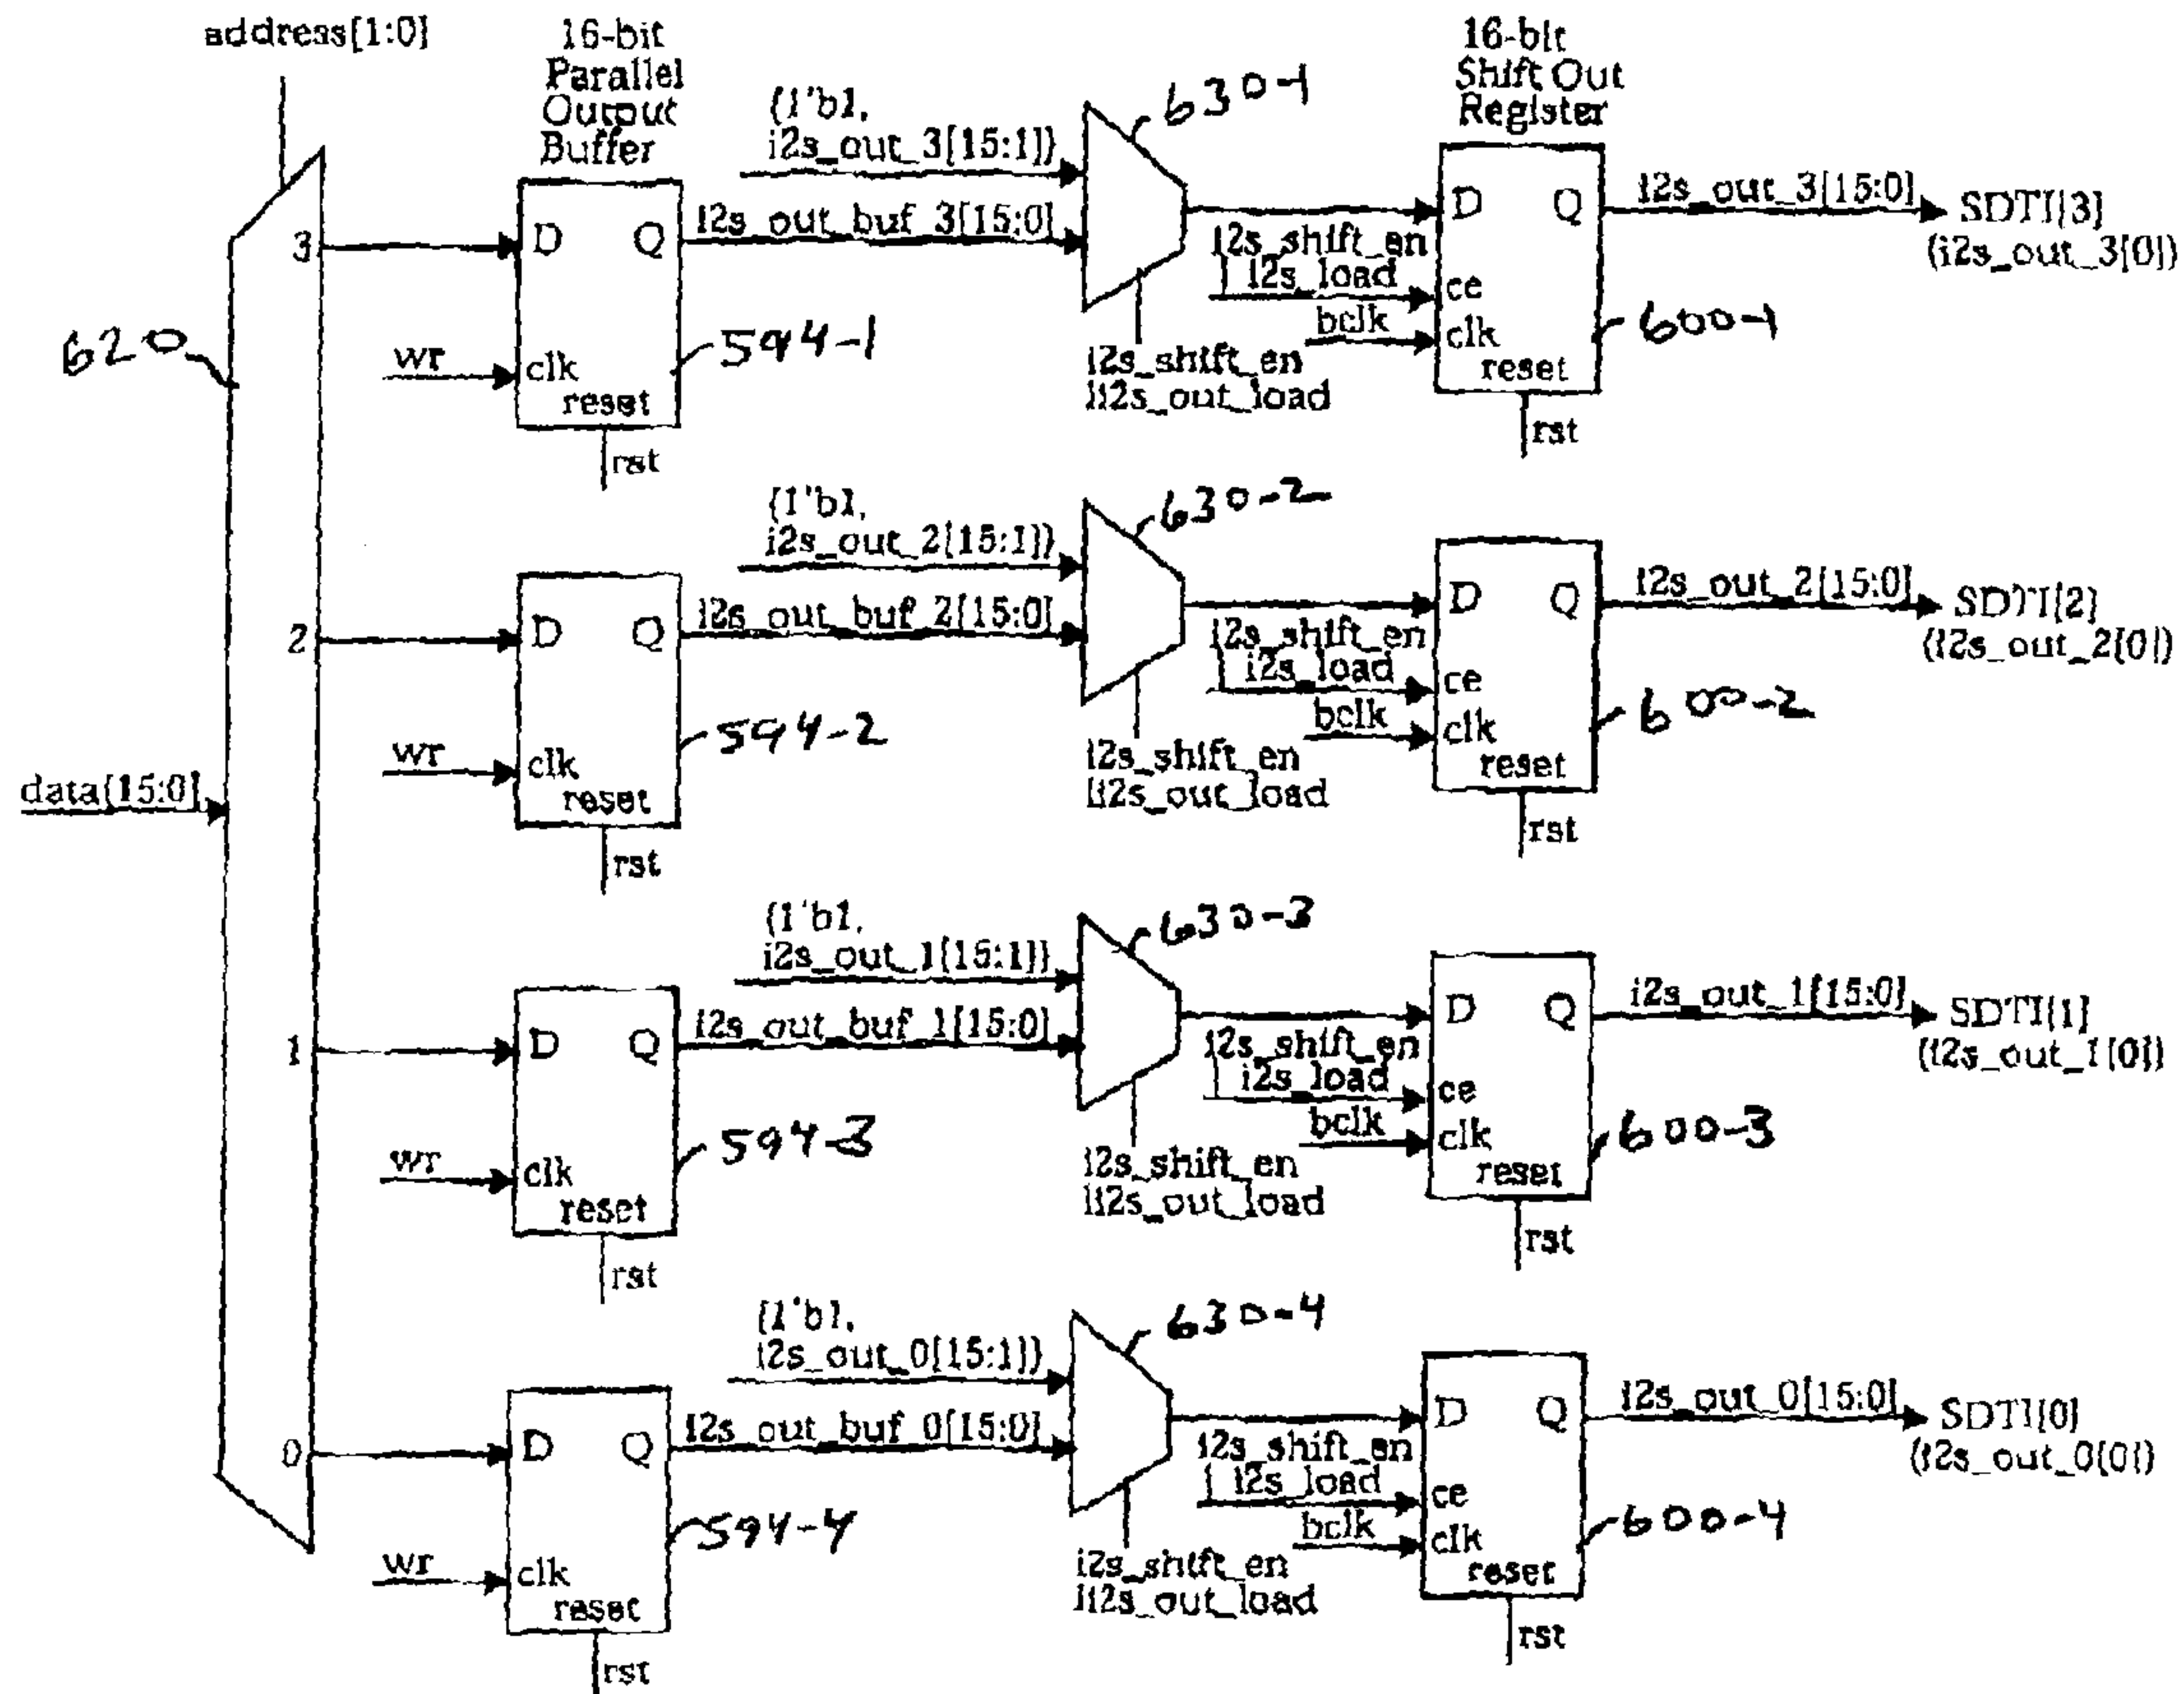 address[1:0]
16-bit
Parallel
Output
Buffer
{1'b1,
i2s_out_3[15:1]}
630-1
16-bit
Shift Out
Register
3
D Q
i2s_out_buf_3[15:0]
D Q
i2s_out_3[15:0]
SDTI[3]
(i2s_out_3[0])
i2s_shift_en
| i2s_load
ce
bclk
clk
reset
600-1
rst
620
wr
clk
reset
594-1
rst
i2s_shift_en
|i2s_out_load
{1'b1,
i2s_out_2[15:1]}
630-2
2
D Q
i2s_out_buf_2[15:0]
D Q
i2s_out_2[15:0]
SDTI[2]
(i2s_out_2[0])
i2s_shift_en
| i2s_load
ce
bclk
clk
reset
600-2
rst
data[15:0]
wr
clk
reset
594-2
rst
i2s_shift_en
|i2s_out_load
{1'b1,
i2s_out_1[15:1]}
630-3
1
D Q
i2s_out_buf_1[15:0]
D Q
i2s_out_1[15:0]
SDTI[1]
(i2s_out_1[0])
i2s_shift_en
| i2s_load
ce
bclk
clk
reset
600-3
rst
wr
clk
reset
594-3
rst
i2s_shift_en
|i2s_out_load
{1'b1,
i2s_out_0[15:1]}
630-4
0
D Q
i2s_out_buf_0[15:0]
D Q
i2s_out_0[15:0]
SDTI[0]
(i2s_out_0[0])
i2s_shift_en
| i2s_load
ce
bclk
clk
reset
600-4
rst
wr
clk
reset
594-4
rst
i2s_shift_en
|i2s_out_load